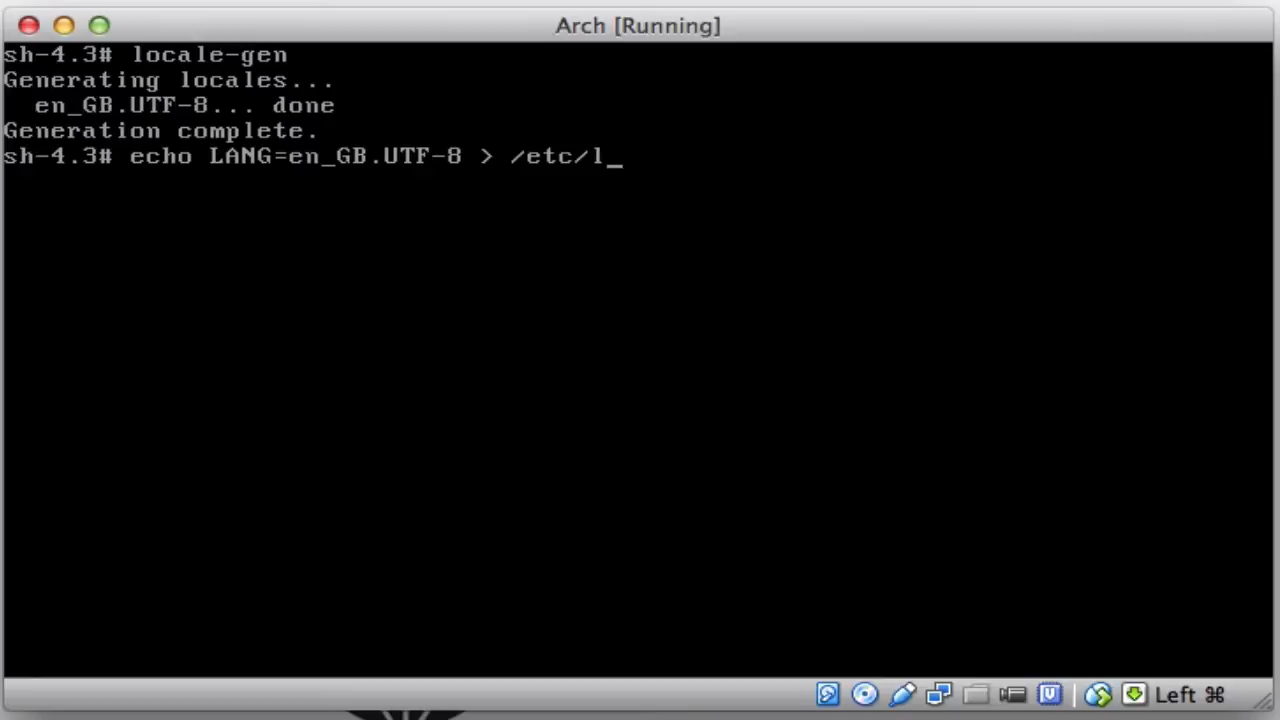 Arch [Running]
sh-4.3# locale-gen
Generating locales...
  en_GB.UTF-8... done
Generation complete.
sh-4.3# echo LANG=en_GB.UTF-8 > /etc/l_
Left ⌘